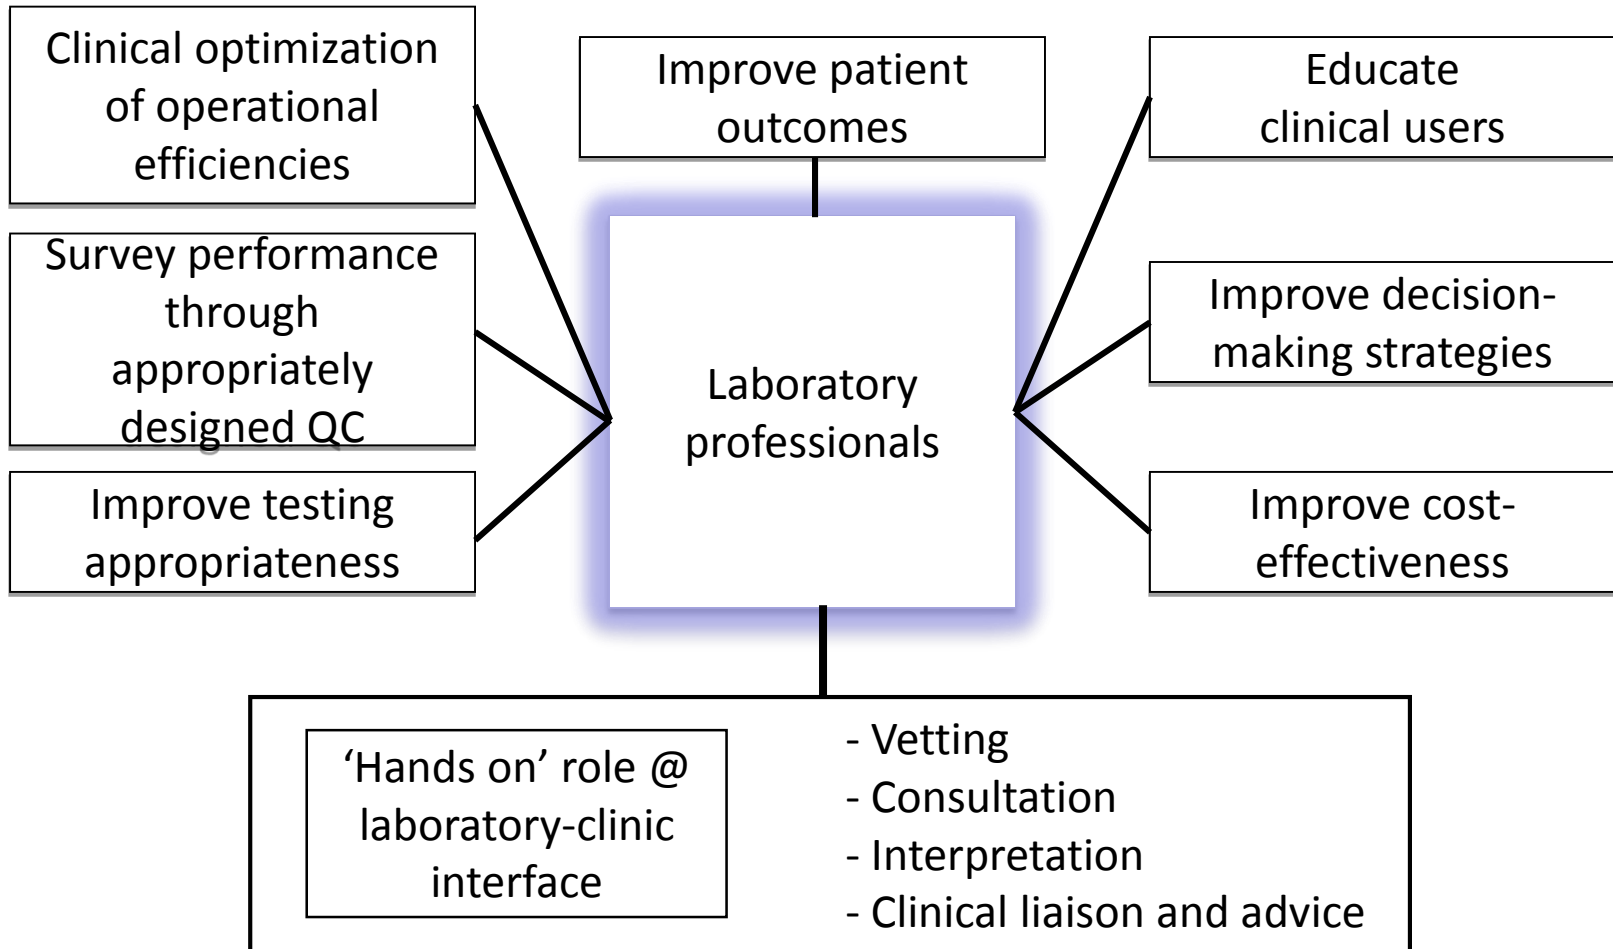 Clinical optimization
of operational
efficiencies
Improve patient
outcomes
Educate
clinical users
Survey performance
through
appropriately
designed QC
Laboratory
professionals
Improve decision-
making strategies
Improve testing
appropriateness
Improve cost-
effectiveness
‘Hands on’ role @
laboratory-clinic
interface
- Vetting
- Consultation
- Interpretation
- Clinical liaison and advice